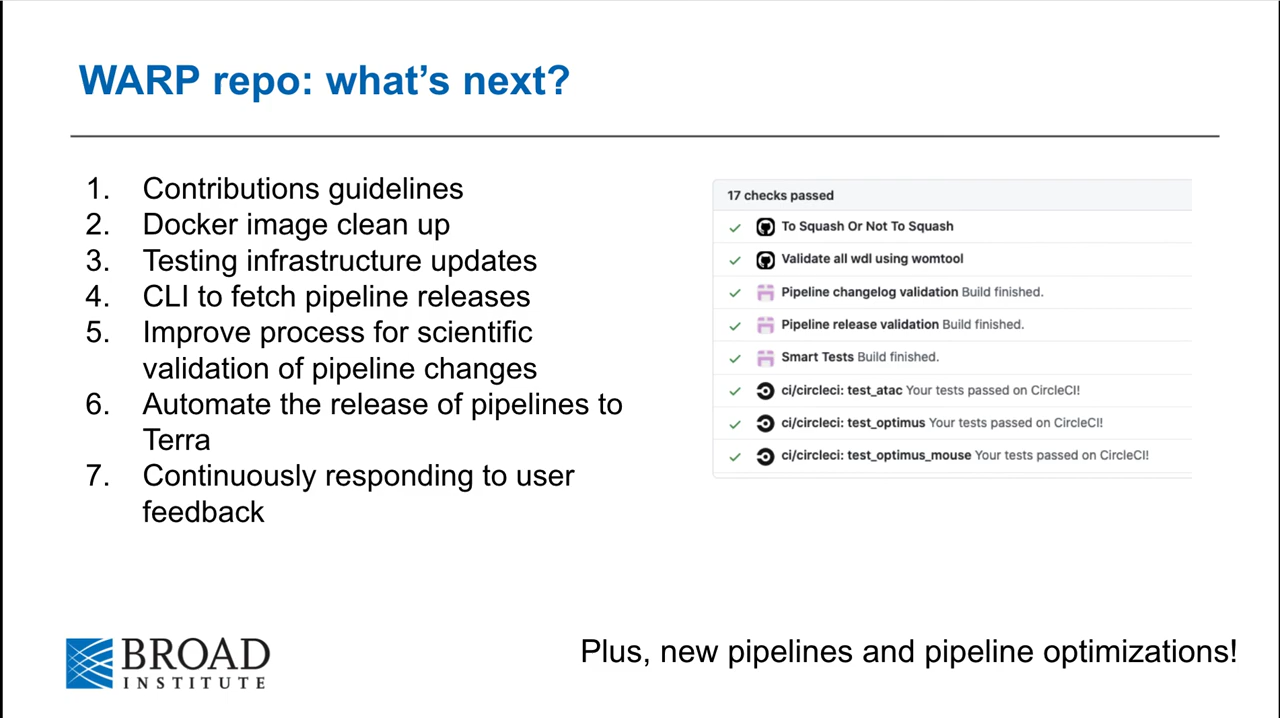 WARP repo: what's next?
1. Contributions guidelines
2. Docker image clean up
3. Testing infrastructure updates
4. CLI to fetch pipeline releases
5. Improve process for scientific
validation of pipeline changes
6. Automate the release of pipelines to
Terra
7. Continuously responding to user
feedback
17 checks passed
To Squash Or Not To Squash
Validate all wdl using womtool
Pipeline changelog validation Build finished.
Pipeline release validation Build finished.
Smart Tests Build finished.
ci/circleci: test_atac Your tests passed on CircleCI!
ci/circleci: test_optimus Your tests passed on CircleCI!
ci/circleci: test_optimus_mouse Your tests passed on CircleCI!
BROAD
INSTITUTE
Plus, new pipelines and pipeline optimizations!